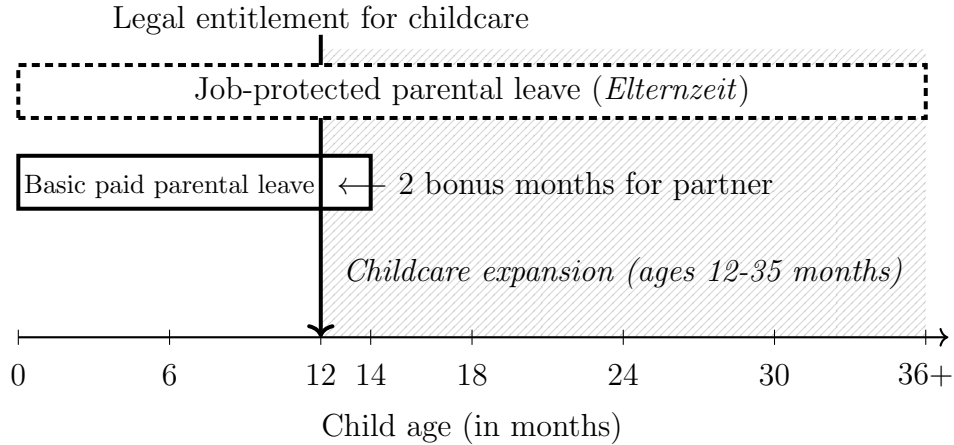 Legal entitlement for childcare
Job-protected parental leave (Elternzeit)
Basic paid parental leave
2 bonus months for partner
Childcare expansion (ages 12-35 months)
0 6 12 14 18 24 30 36+
Child age (in months)